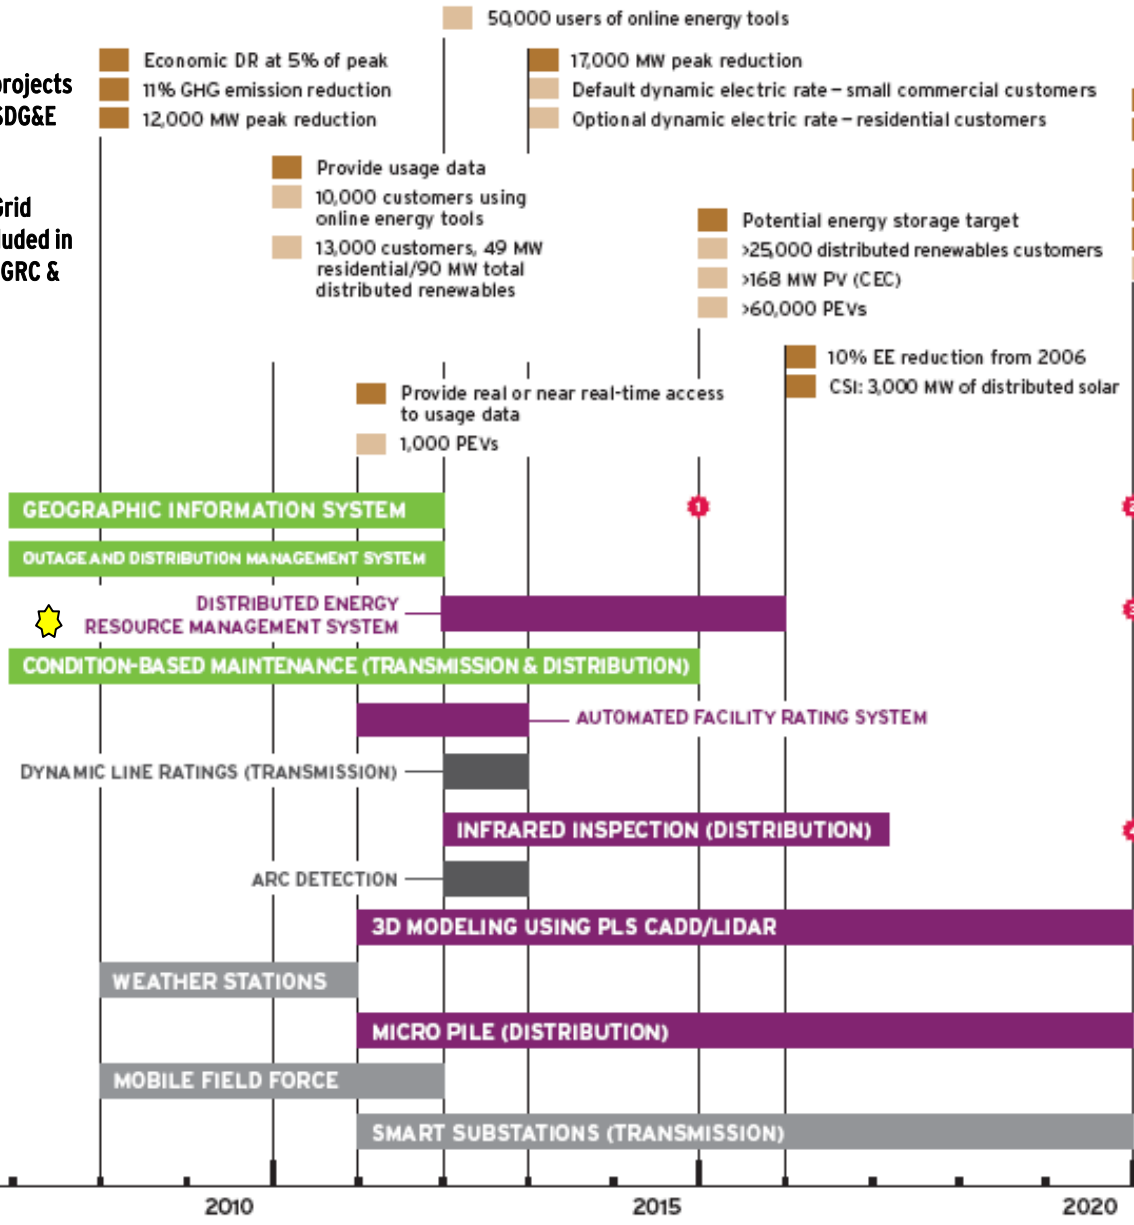 50,000 users of online energy tools
Economic DR at 5% of peak
11% GHG emission reduction
12,000 MW peak reduction
17,000 MW peak reduction
Default dynamic electric rate – small commercial customers
Optional dynamic electric rate – residential customers
rojects
SDG&E
Provide usage data
10,000 customers using
online energy tools
13,000 customers, 49 MW
residential/90 MW total
distributed renewables
Grid
luded in
GRC &
Potential energy storage target
>25,000 distributed renewables customers
>168 MW PV (CEC)
>60,000 PEVs
10% EE reduction from 2006
CSI: 3,000 MW of distributed solar
Provide real or near real-time access
to usage data
1,000 PEVs
GEOGRAPHIC INFORMATION SYSTEM
1
OUTAGE AND DISTRIBUTION MANAGEMENT SYSTEM
DISTRIBUTED ENERGY
RESOURCE MANAGEMENT SYSTEM
CONDITION-BASED MAINTENANCE (TRANSMISSION & DISTRIBUTION)
AUTOMATED FACILITY RATING SYSTEM
DYNAMIC LINE RATINGS (TRANSMISSION)
INFRARED INSPECTION (DISTRIBUTION)
ARC DETECTION
3D MODELING USING PLS CADD/LIDAR
WEATHER STATIONS
MICRO PILE (DISTRIBUTION)
MOBILE FIELD FORCE
SMART SUBSTATIONS (TRANSMISSION)
2010
2015
2020